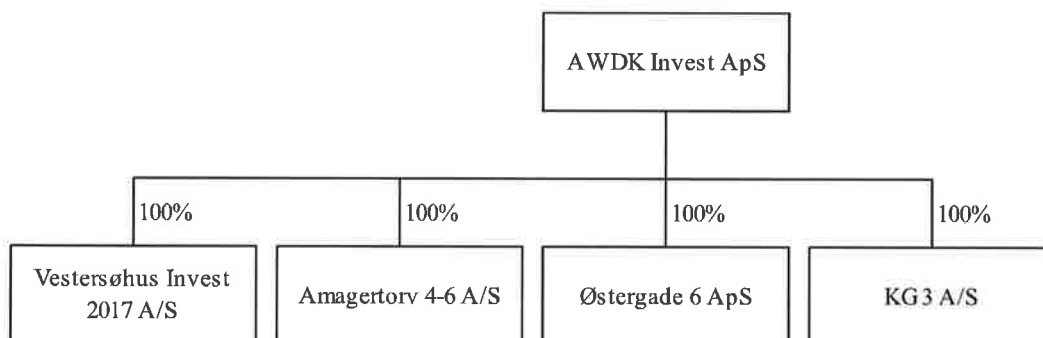 AWDK Invest ApS
100%
100%
100%
100%
Vestersøhus Invest
2017 A/S
Amagertorv 4-6 A/S
Østergade 6 ApS
KG3 A/S